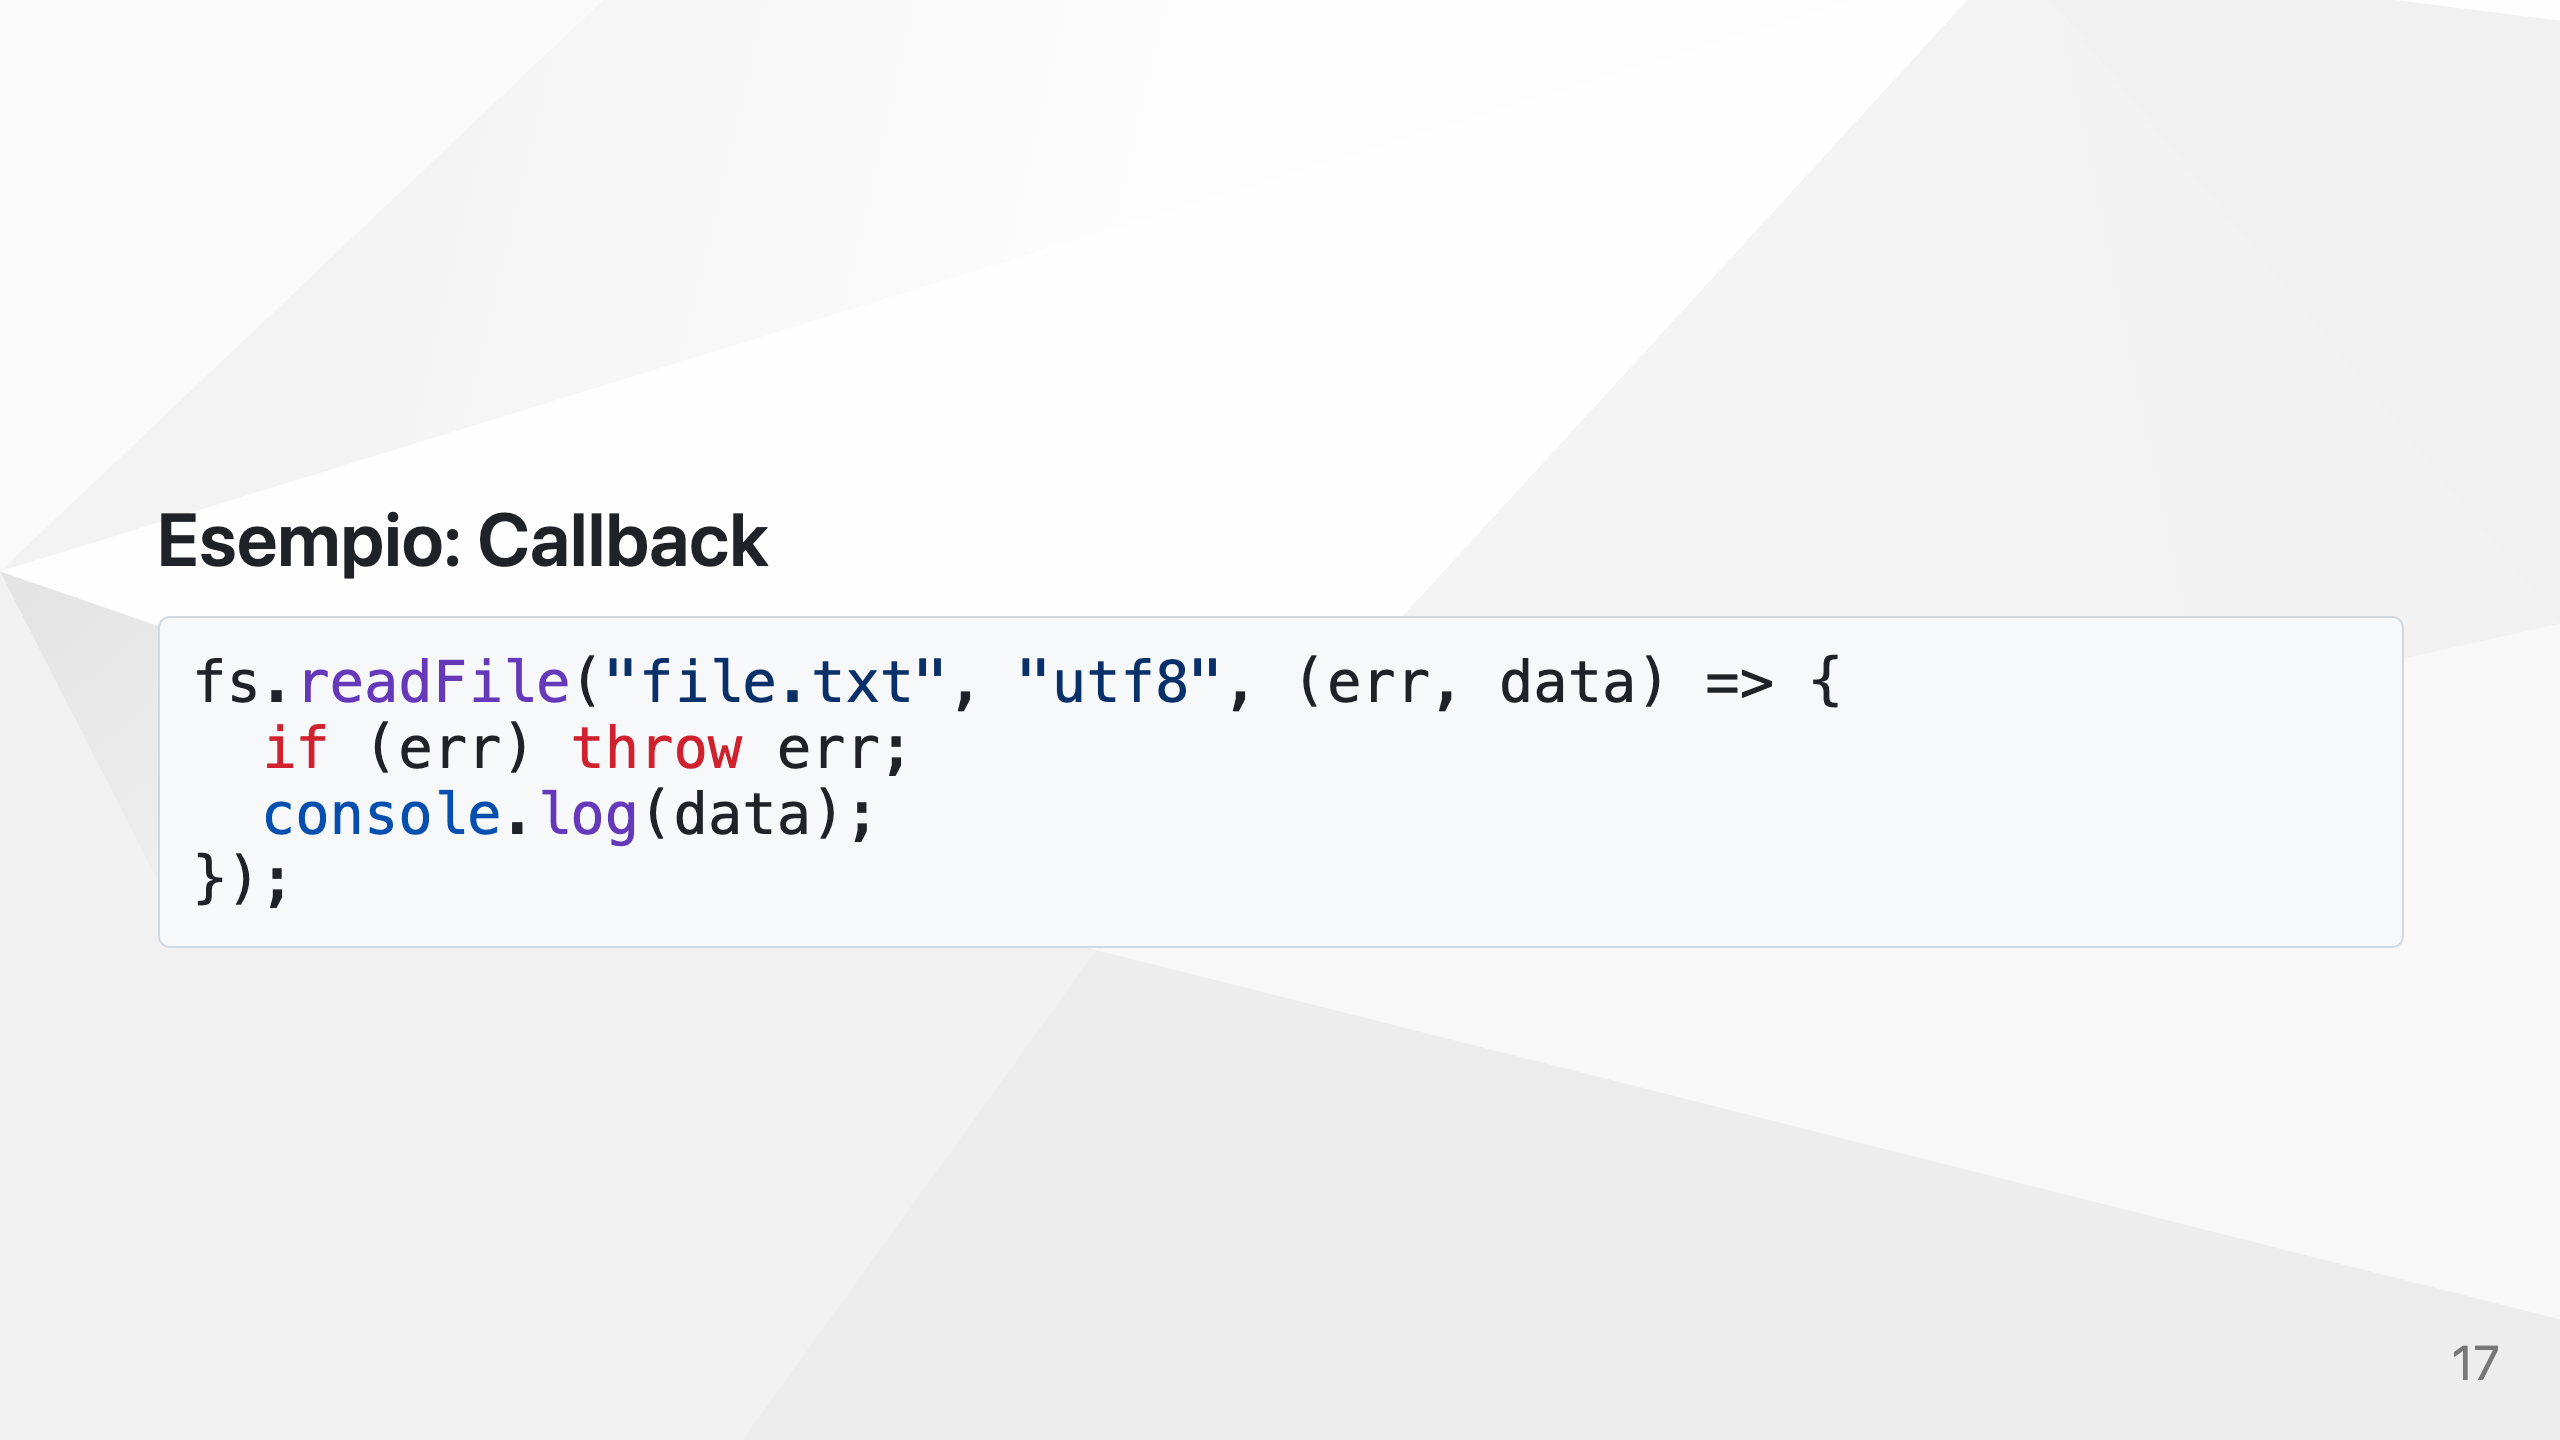 Esempio: Callback
fs.readFile("file.txt", "utf8", (err, data) => {
  if (err) throw err;
  console.log(data);
});
17